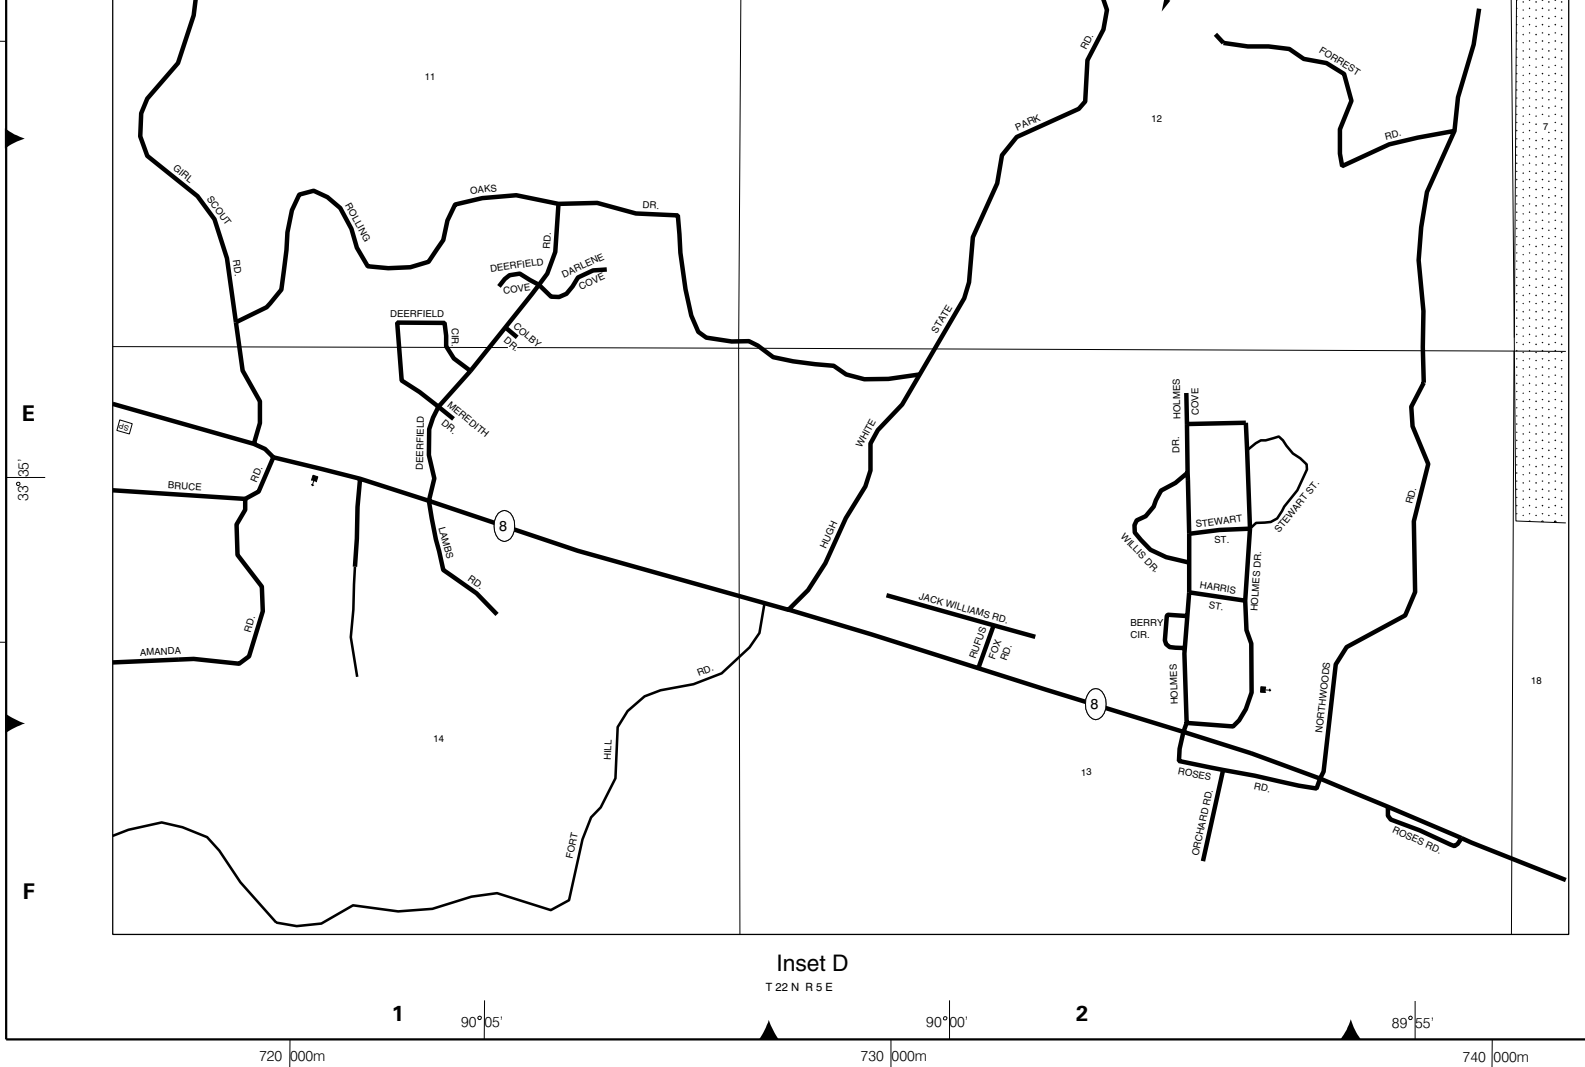 RD.
FORREST
11
PARK
12
7
RD.
GIRL
SCOUT
OAKS
DR.
ROLLING
RD.
RD.
DEERFIELD
COVE
DARLENE
COVE
DEERFIELD
CIR.
COLBY
DR.
STATE
HOLMES
COVE
E
SP
MEREDITH
DR.
DEERFIELD
WHITE
DR.
33° 35'
RD.
BRUCE
8
HUGH
RD.
STEWART ST.
STEWART
ST.
WILLIS DR.
LAMBS
RD.
HOLMES DR.
HARRIS
ST.
JACK WILLIAMS RD.
RUFUS
FOX
RD.
BERRY
CIR.
RD.
AMANDA
RD.
HOLMES
NORTHWOODS
18
8
14
HILL
13
ROSES
RD.
ORCHARD RD.
ROSES RD.
FORT
F
Inset D
T 22 N R 5 E
1
2
90°05'
90°00'
89°55'
720 000m
730 000m
740 000m